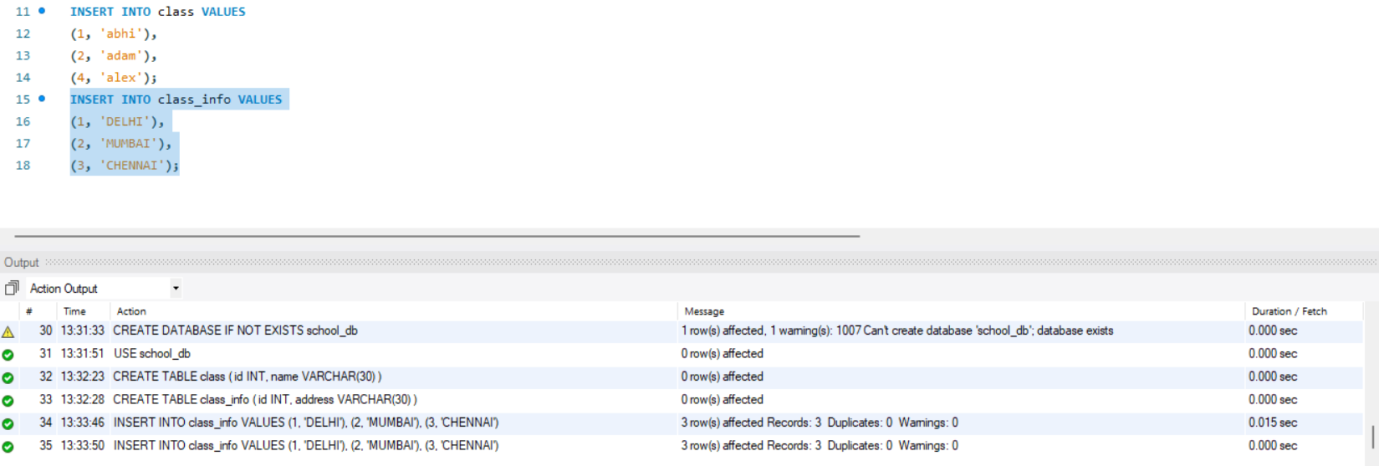 11 INSERT INTO class VALUES
12 (1, 'abhi'),
13 (2, 'adam'),
14 (4, 'alex');
15 INSERT INTO class_info VALUES
16 (1, 'DELHI'),
17 (2, 'MUMBAI'),
18 (3, 'CHENNAI');
Output
Action Output
# Time Action Message Duration / Fetch
30 13:31:33 CREATE DATABASE IF NOT EXISTS school_db 1 row(s) affected, 1 warning(s): 1007 Can't create database 'school_db'; database exists 0.000 sec
31 13:31:51 USE school_db 0 row(s) affected 0.000 sec
32 13:32:23 CREATE TABLE class ( id INT, name VARCHAR(30) ) 0 row(s) affected 0.000 sec
33 13:32:28 CREATE TABLE class_info ( id INT, address VARCHAR(30) ) 0 row(s) affected 0.000 sec
34 13:33:46 INSERT INTO class_info VALUES (1, 'DELHI'), (2, 'MUMBAI'), (3, 'CHENNAI') 3 row(s) affected Records: 3 Duplicates: 0 Warnings: 0 0.015 sec
35 13:33:50 INSERT INTO class_info VALUES (1, 'DELHI'), (2, 'MUMBAI'), (3, 'CHENNAI') 3 row(s) affected Records: 3 Duplicates: 0 Warnings: 0 0.000 sec